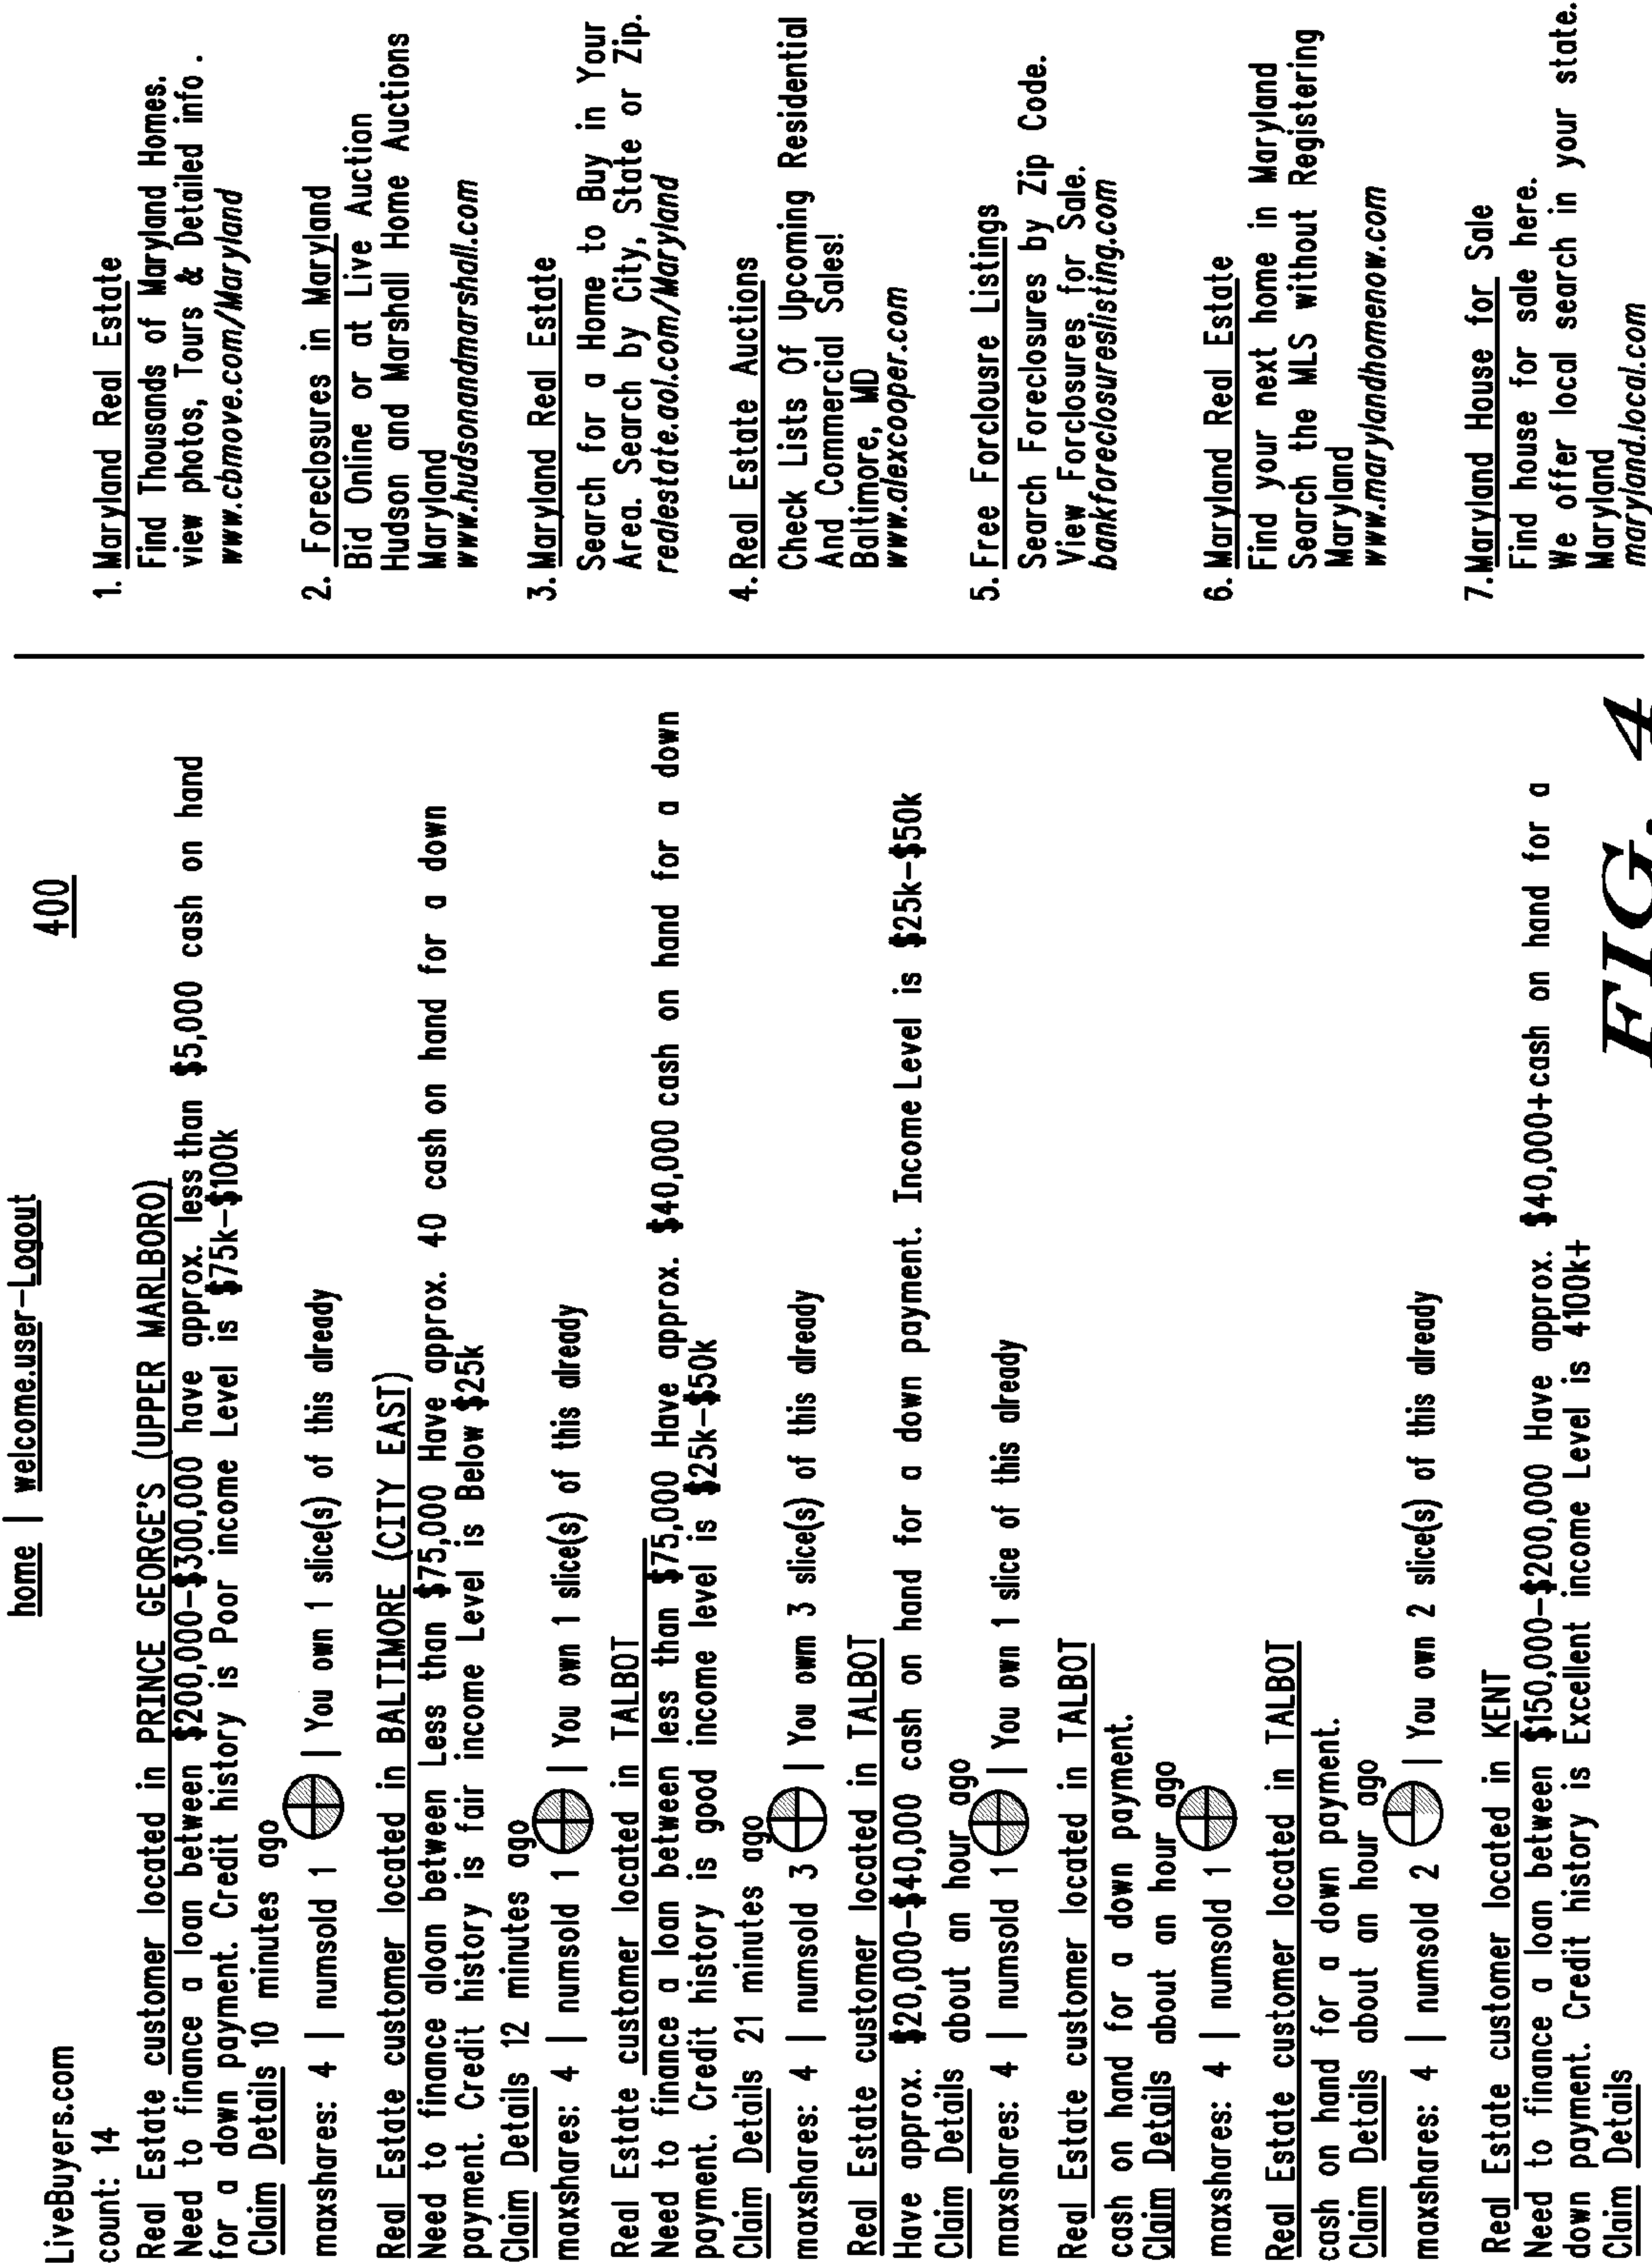 home | welcome.user-Logout
LiveBuyers.com
400
count: 14
Real Estate customer located in PRINCE GEORGE'S (UPPER MARLBORO)
Need to finance a loan between $200,000-$300,000 have approx. less than $5,000 cash on hand
for a down payment. Credit history is Poor income Level is $75k-$100k
Claim Details 10 minutes ago
maxshares: 4 | numsold 1 | You own 1 slice(s) of this already
Real Estate customer located in BALTIMORE (CITY EAST)
Need to finance aloan between Less than $75,000 Have approx. 40 cash on hand for a down
payment. Credit history is fair income Level is Below $25k
Claim Details 12 minutes ago
maxshares: 4 | numsold 1 | You own 1 slice(s) of this already
Real Estate customer located in TALBOT
Need to finance a loan between less than $75,000 Have approx. $40,000 cash on hand for a down
payment. Credit history is good income level is $25k-$50k
Claim Details 21 minutes ago
maxshares: 4 | numsold 3 | You owm 3 slice(s) of this already
Real Estate customer located in TALBOT
Have approx. $20,000-$40,000 cash on hand for a down payment. Income Level is $25k-$50k
Claim Details about an hour ago
maxshares: 4 | numsold 1 | You own 1 slice of this already
Real Estate customer located in TALBOT
cash on hand for a down payment.
Claim Details about an hour ago
maxshares: 4 | numsold 1
Real Estate customer located in TALBOT
cash on hand for a down payment.
Claim Details about an hour ago
maxshares: 4 | numsold 2 | You own 2 slice(s) of this already
Real Estate customer located in KENT
Need to finance a loan between $150,000-$200,000 Have approx. $40,000+cash on hand for a
down payment. Credit history is Excellent income Level is 4100k+
Claim Details
1. Maryland Real Estate
Find Thousands of Maryland Homes.
view photos, Tours & Detailed info .
www.cbmove.com/Maryland
2. Foreclosures in Maryland
Bid Online or at Live Auction
Hudson and Marshall Home Auctions
Maryland
www.hudsonandmarshall.com
3. Maryland Real Estate
Search for a Home to Buy in Your
Area. Search by City, State or Zip.
realestate.aol.com/Maryland
4. Real Estate Auctions
Check Lists Of Upcoming Residential
And Commercial Sales!
Baltimore, MD
www.alexcooper.com
5. Free Forclousre Listings
Search Foreclosures by Zip Code.
View Forclosures for Sale.
bankforeclosureslisting.com
6. Maryland Real Estate
Find your next home in Maryland
Search the MLS without Registering
Maryland
www.marylandhomenow.com
7. Maryland House for Sale
Find house for sale here.
We offer local search in your state.
Maryland
maryland.local.com
FIG. 4